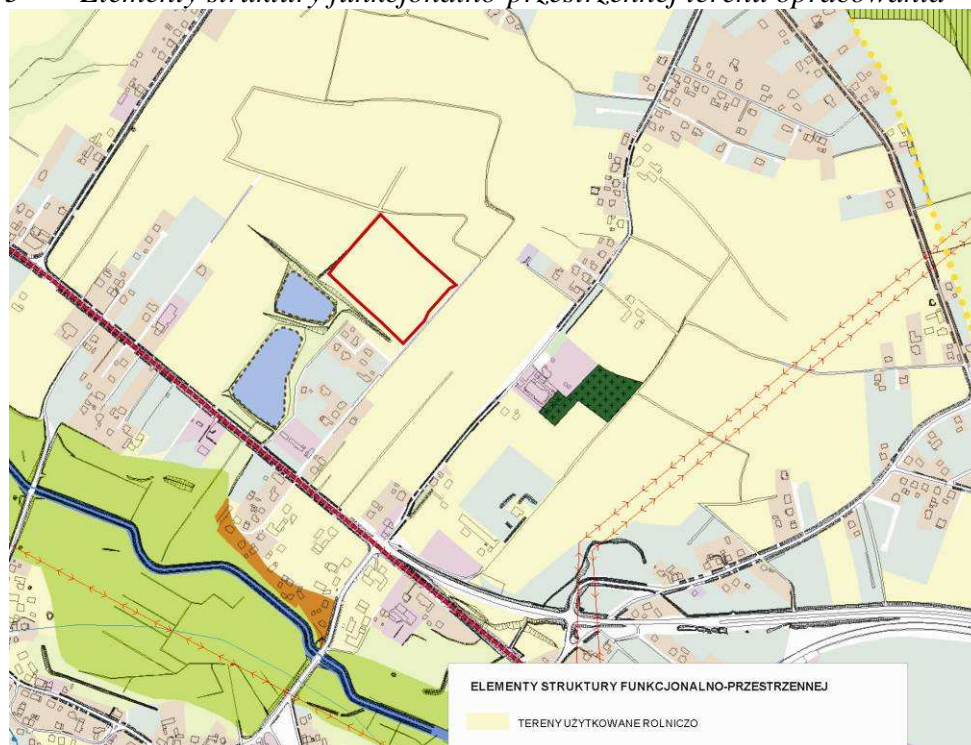 Elementy struktury funkcjonalno-przestrzennej terenu opracowania
ELEMENTY STRUKTURY FUNKCJONALNO-PRZESTRZENNEJ
TERENY UŻYTKOWANE ROLNICZO